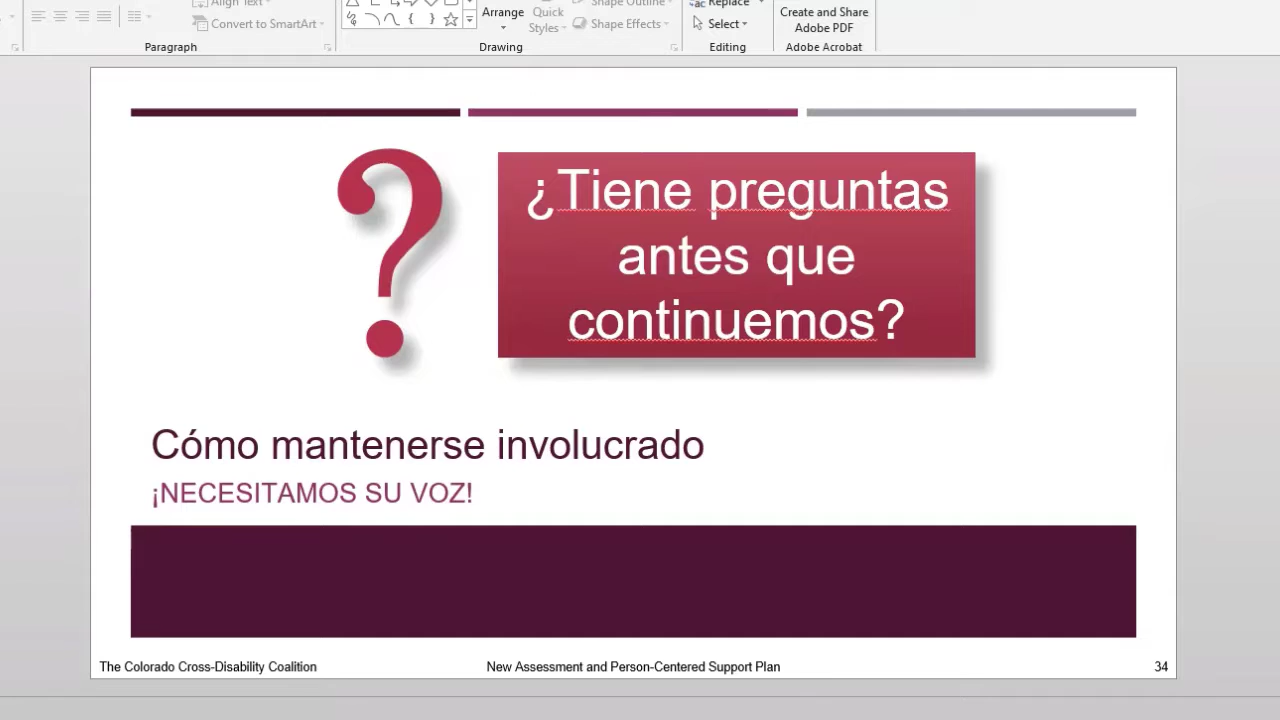 Align Text
Convert to SmartArt
Paragraph
Arrange
Quick
Styles
Shape Outline
Shape Effects
Drawing
Replace
Select
Editing
Create and Share
Adobe PDF
Adobe Acrobat
?
¿Tiene preguntas
antes que
continuemos?
Cómo mantenerse involucrado
¡NECESITAMOS SU VOZ!
The Colorado Cross-Disability Coalition
New Assessment and Person-Centered Support Plan
34